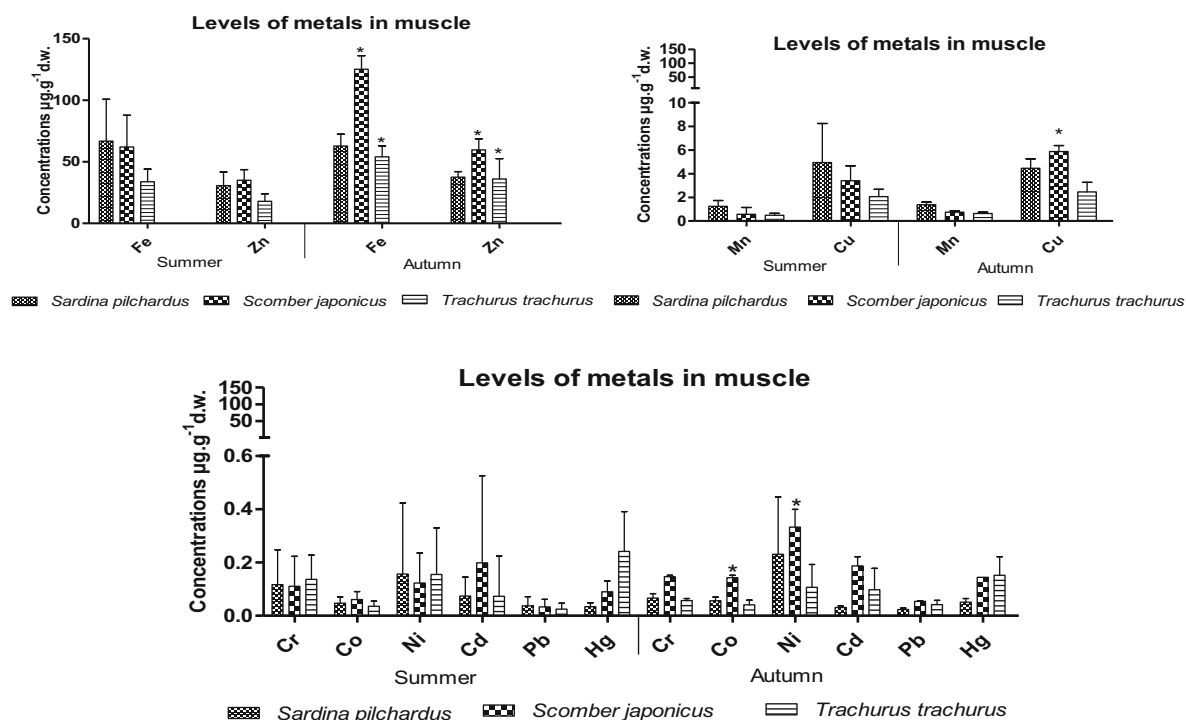 Levels of metals in muscle
Concentrations µg.g⁻¹d.w.
150
100
50
0
*
*
*
*
Fe
Zn
Fe
Zn
Summer
Autumn
Levels of metals in muscle
Concentrations µg.g⁻¹d.w.
150
100
50
10
8
6
4
2
0
*
Mn
Cu
Mn
Cu
Summer
Autumn
Sardina pilchardus Scomber japonicus Trachurus trachurus Sardina pilchardus Scomber japonicus Trachurus trachurus
Levels of metals in muscle
Concentrations µg.g⁻¹d.w.
150
100
50
0.6
0.4
0.2
0.0
*
*
Cr
Co
Ni
Cd
Pb
Hg
Cr
Co
Ni
Cd
Pb
Hg
Summer
Autumn
Sardina pilchardus Scomber japonicus Trachurus trachurus